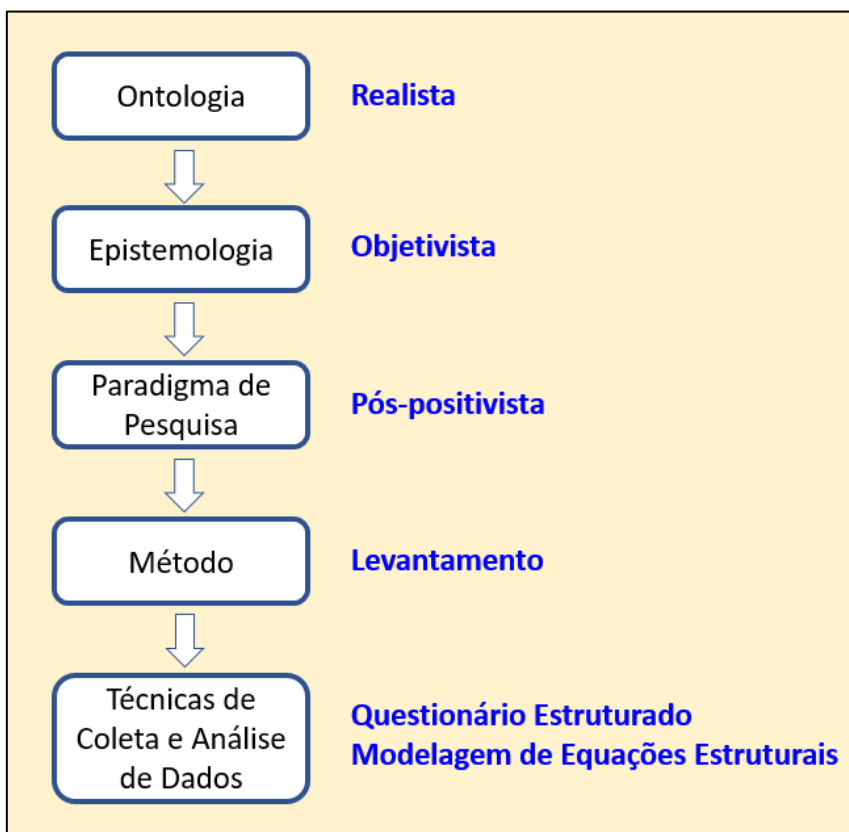 Ontologia
Realista
Epistemologia
Objetivista
Paradigma de
Pesquisa
Pós-positivista
Método
Levantamento
Técnicas de
Coleta e Análise
de Dados
Questionário Estruturado
Modelagem de Equações Estruturais